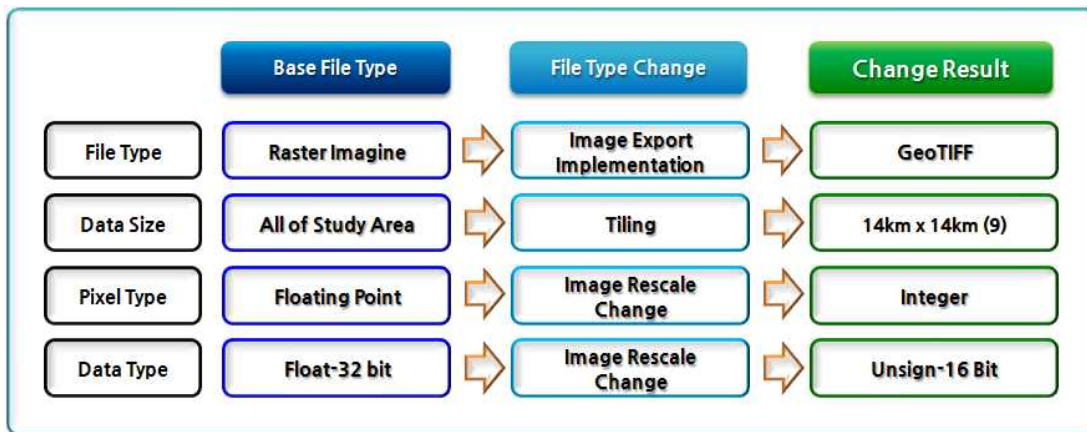 Base File Type
File Type Change
Change Result
File Type
Raster Imagine
Image Export
Implementation
GeoTIFF
Data Size
All of Study Area
Tiling
14km x 14km (9)
Pixel Type
Floating Point
Image Rescale
Change
Integer
Data Type
Float-32 bit
Image Rescale
Change
Unsign-16 Bit